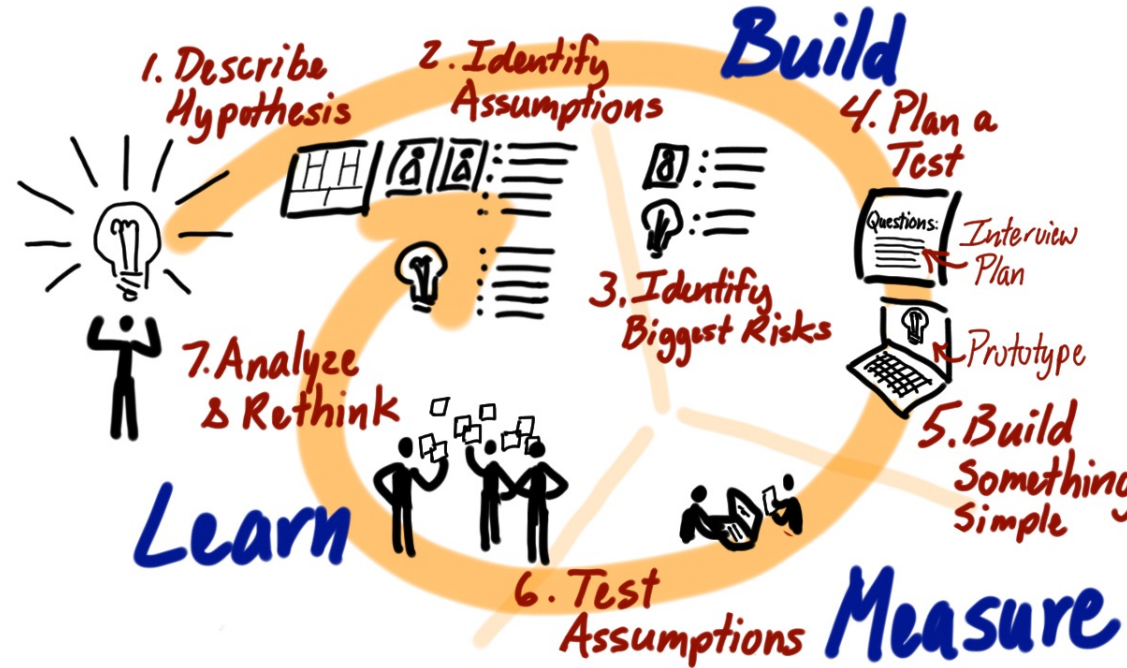 1. Describe
Hypothesis
2. Identify
Assumptions
Build
4. Plan a
Test
Questions:
Interview
Plan
3. Identify
Biggest Risks
Prototype
7. Analyze
& Rethink
5. Build
Something
Simple
Learn
6. Test
Assumptions
Measure